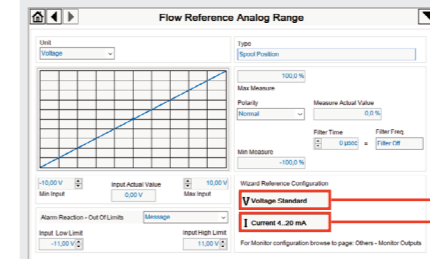 Flow Reference Analog Range
Unit
Voltage
Type
Spool Position
100,0 %
Max Measure
Polarity
Normal
Measure Actual Value
0,0 %
Filter Time
0 µsec
=
Filter Freq.
Filter Off
Min Measure
-100,0 %
-10,00 V
Min Input
Input Actual Value
0,00 V
10,00 V
Max Input
Alarm Reaction - Out Of Limits
Message
Input Low Limit
-11,00 V
Input High Limit
11,00 V
Wizard Reference Configuration
V Voltage Standard
I Current 4..20 mA
For Monitor configuration browse to page: Others - Monitor Outputs